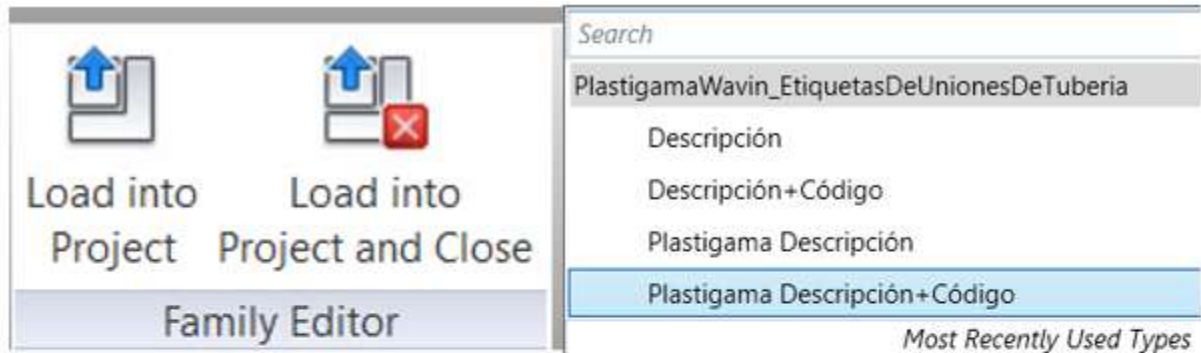 Load into
Project
Load into
Project and Close
Family Editor
Search
PlastigamaWavin_EtiquetasDeUnionesDeTuberia
Descripción
Descripción+Código
Plastigama Descripción
Plastigama Descripción+Código
Most Recently Used Types